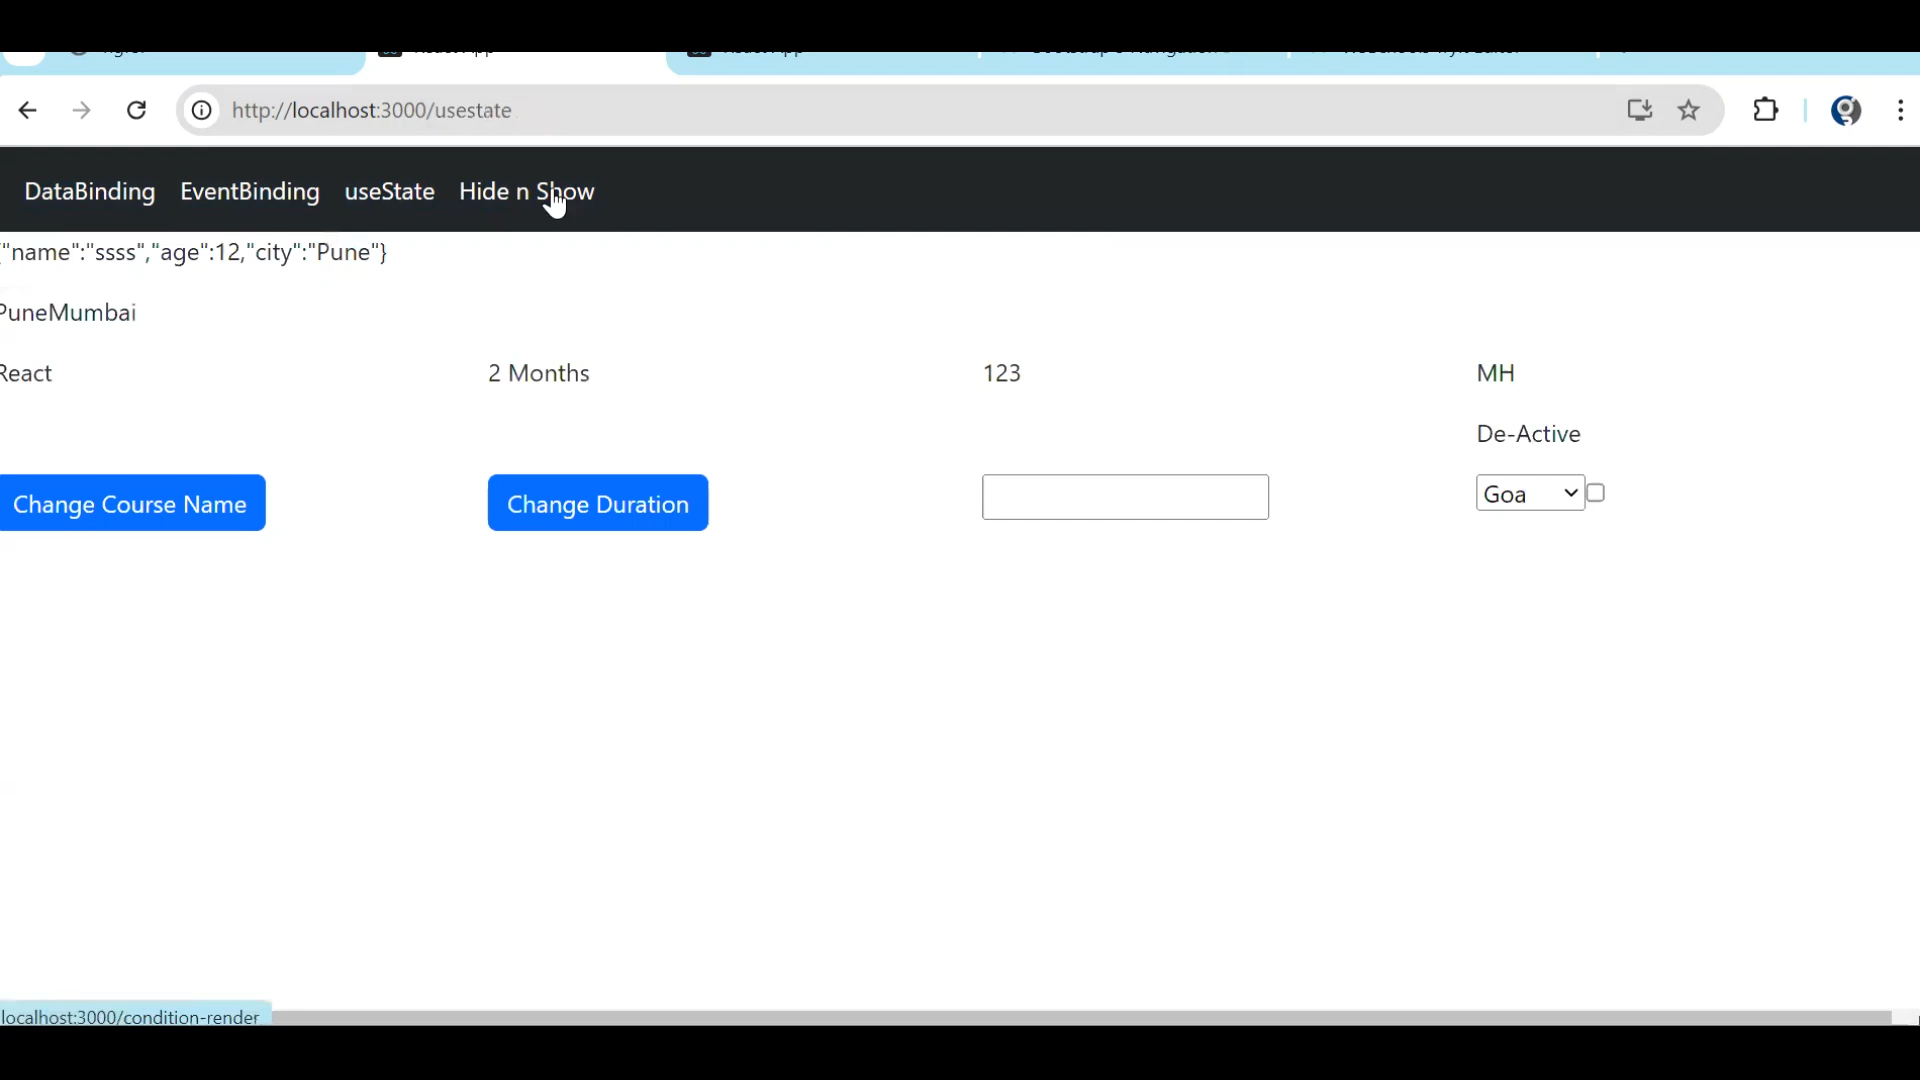 http://localhost:3000/usestate
DataBinding EventBinding useState Hide n Show
"name":"ssss","age":12,"city":"Pune"}
PuneMumbai
React 2 Months 123 MH
De-Active
Change Course Name Change Duration Goa
localhost:3000/condition-render